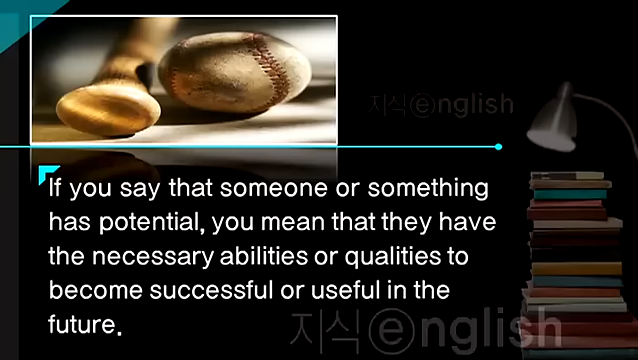 지식ⓔnglish
If you say that someone or something
has potential, you mean that they have
the necessary abilities or qualities to
become successful or useful in the
future.
지식ⓔnglish